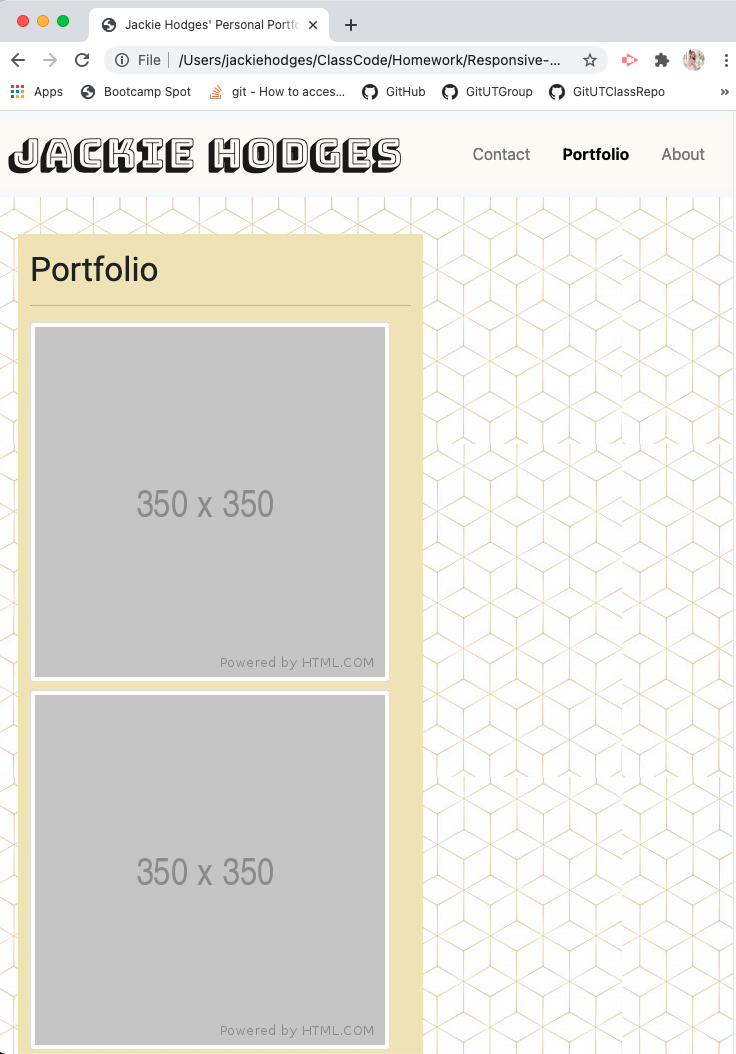 Jackie Hodges' Personal Portfo
File /Users/jackiehodges/ClassCode/Homework/Responsive-...
Apps Bootcamp Spot git - How to acces... GitHub GitUTGroup GitUTClassRepo »
JACKIE HODGES Contact Portfolio About
Portfolio
350 x 350
Powered by HTML.COM
350 x 350
Powered by HTML.COM